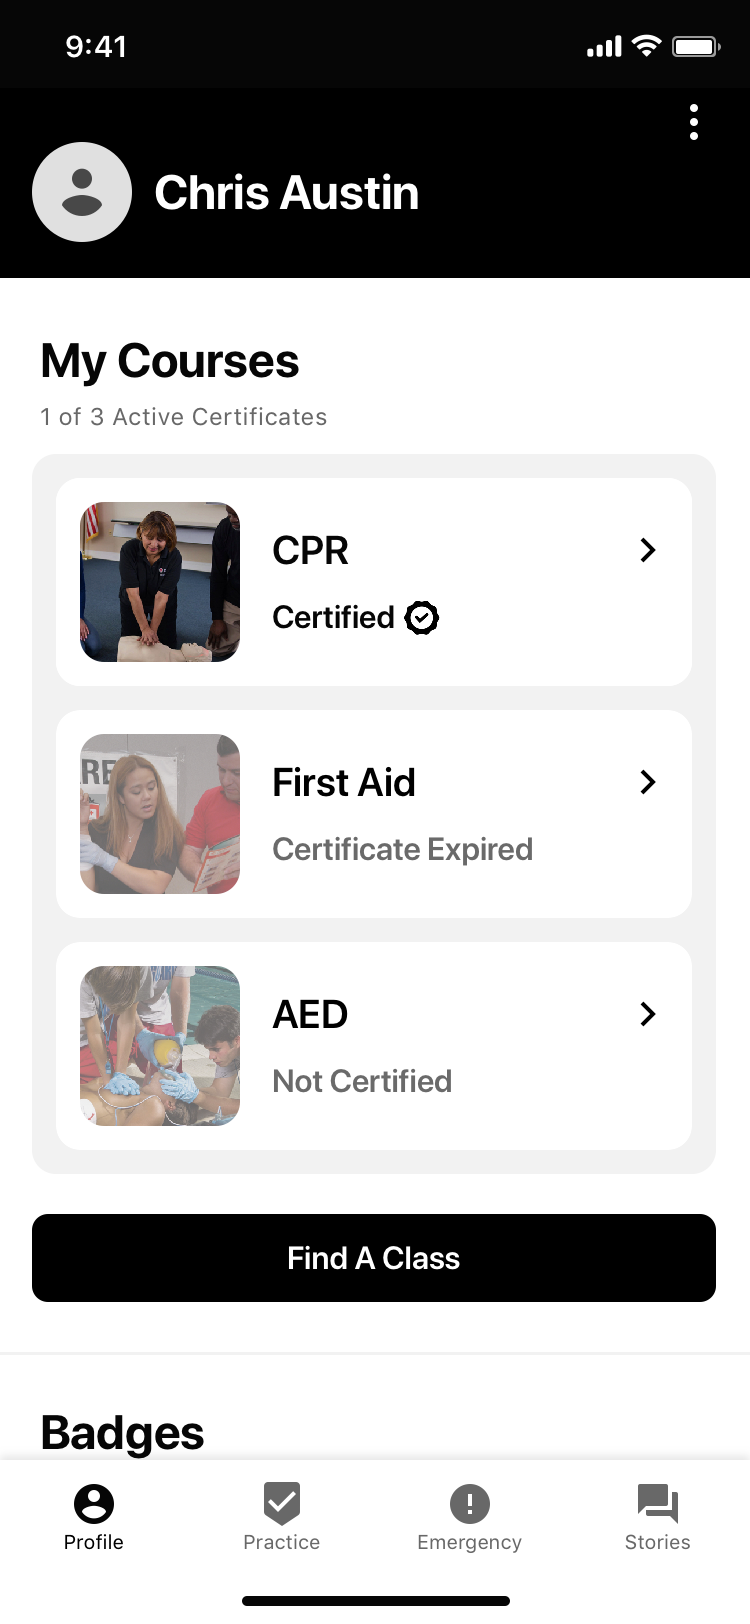 9:41
Chris Austin
My Courses
1 of 3 Active Certificates
CPR
Certified
RE
First Aid
Certificate Expired
AED
Not Certified
Find A Class
Badges
Profile
Practice
Emergency
Stories